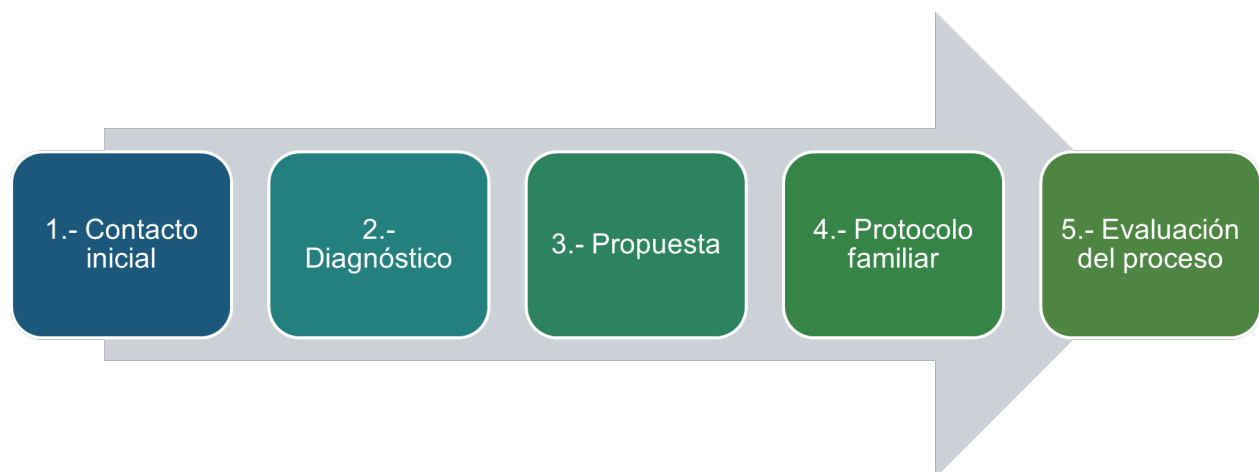 1.- Contacto
inicial
2.-
Diagnóstico
3.- Propuesta
4.- Protocolo
familiar
5.- Evaluación
del proceso